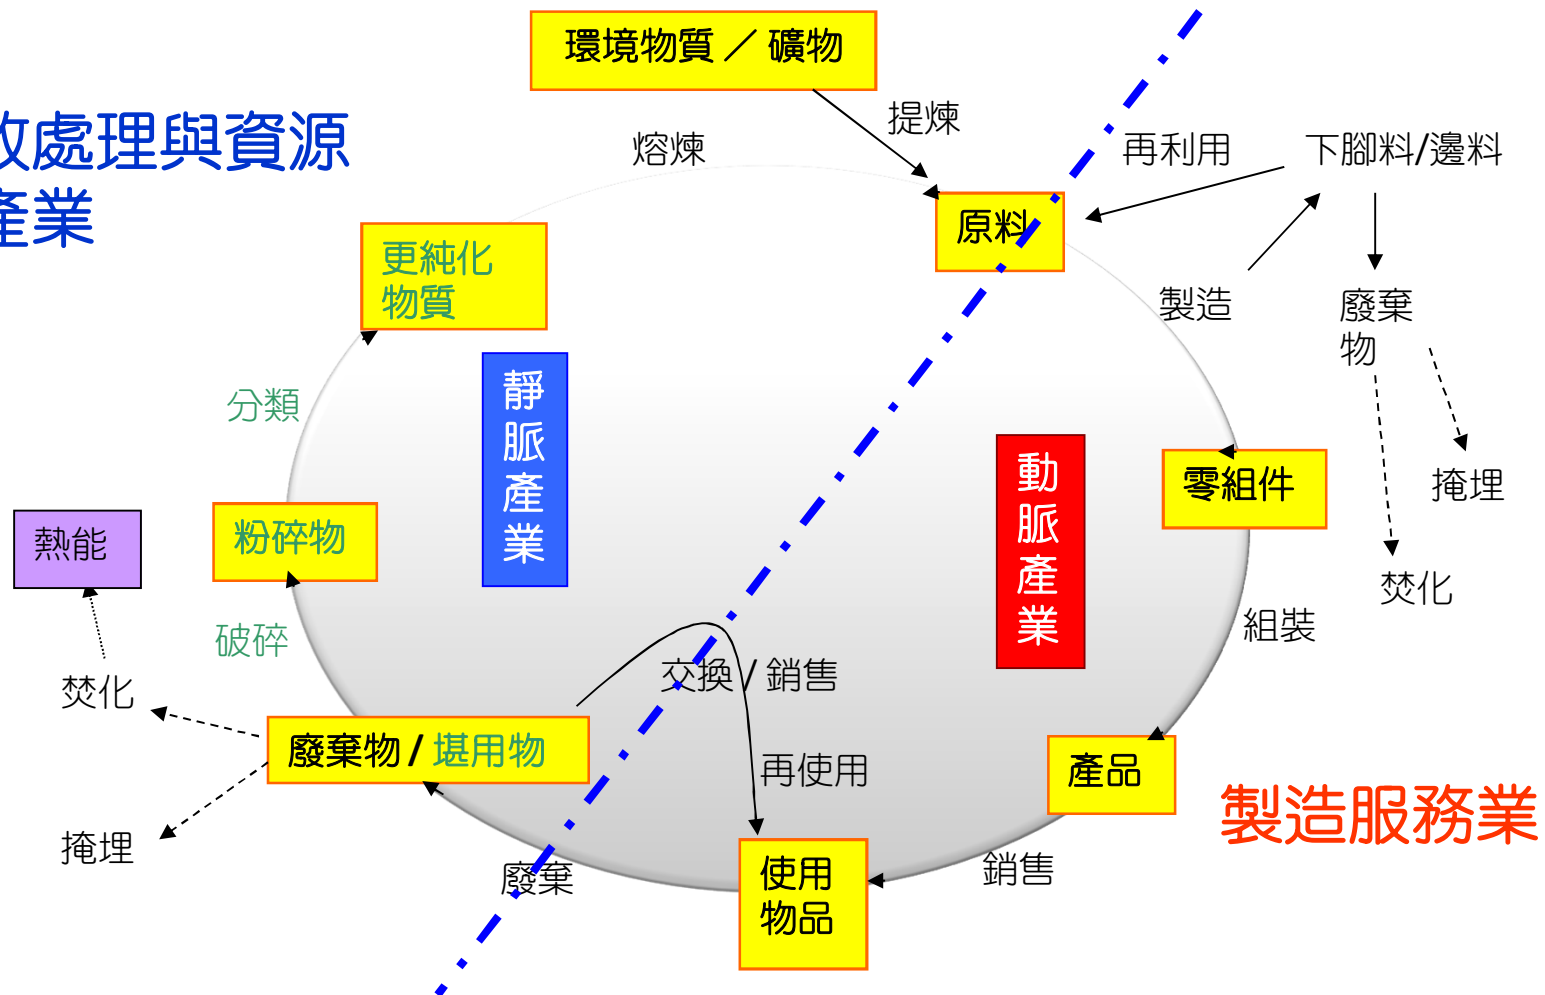 環境物質／礦物
提煉
熔煉
再利用
下腳料/邊料
處理與資源
產業
原料
更純化
物質
製造
廢棄
物
靜
脈
產
業
分類
動
脈
產
業
零組件
掩埋
熱能
粉碎物
焚化
破碎
組裝
交換 / 銷售
焚化
廢棄物 / 堪用物
再使用
產品
製造服務業
掩埋
使用
物品
銷售
廢棄